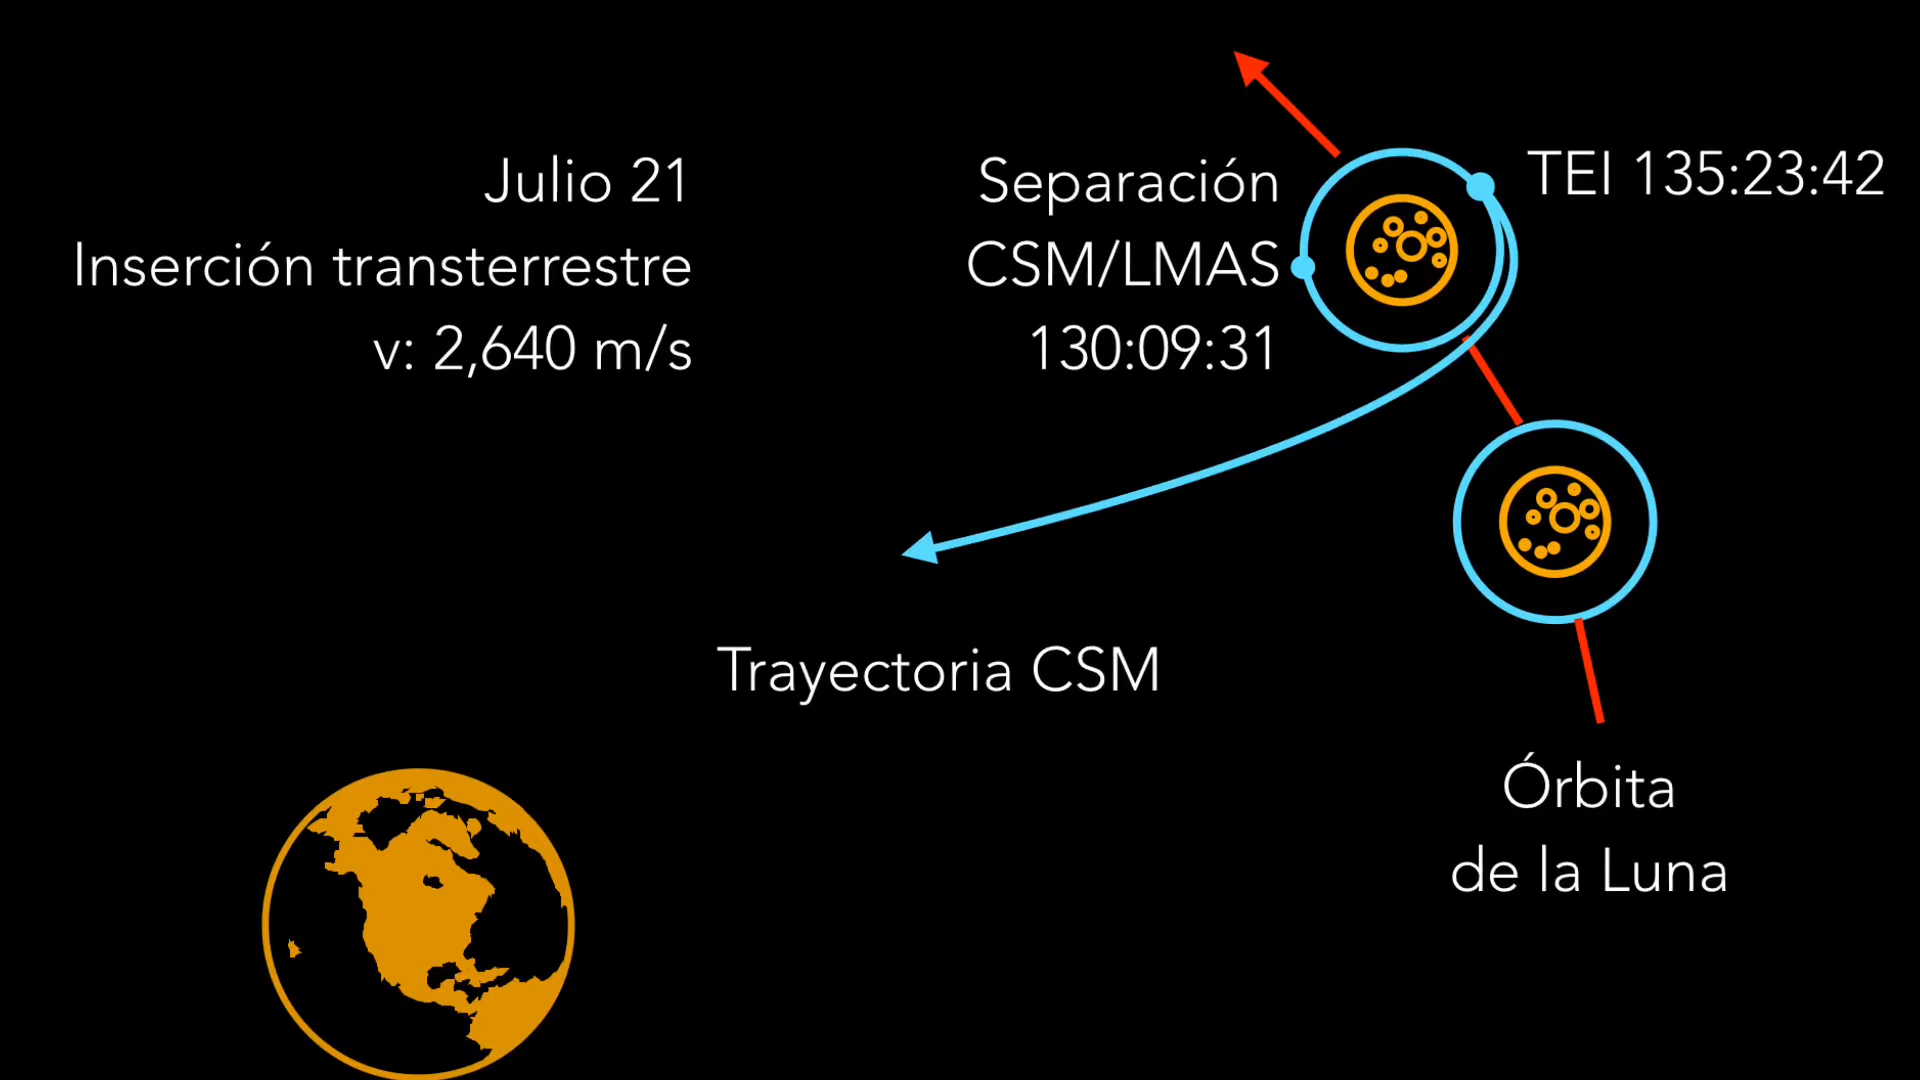 Julio 21
Inserción transterrestre
v: 2,640 m/s
Separación
CSM/LMAS
130:09:31
TEI 135:23:42
Trayectoria CSM
Órbita
de la Luna